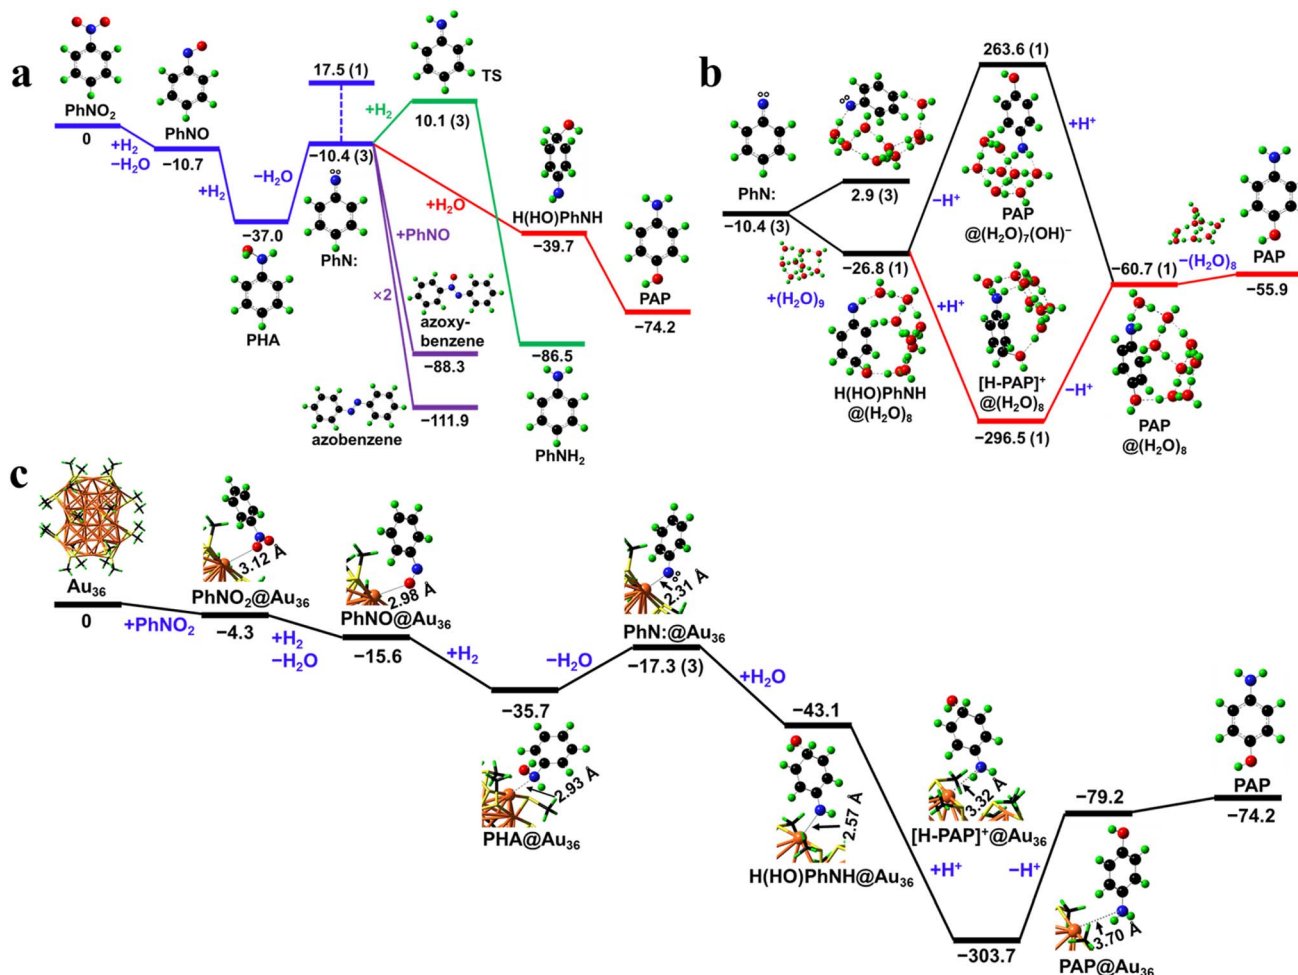 a
PhNO₂
0
+H₂
−H₂O
PhNO
−10.7
+H₂
−37.0
PHA
−H₂O
17.5 (1)
−10.4 (3)
PhN:
+H₂
TS
10.1 (3)
+H₂O
+PhNO
×2
H(HO)PhNH
−39.7
PAP
−74.2
azoxy-
benzene
−88.3
azobenzene
−111.9
−86.5
PhNH₂
b
PhN:
−10.4 (3)
2.9 (3)
+(H₂O)₉
−26.8 (1)
H(HO)PhNH
@(H₂O)₈
−H⁺
263.6 (1)
PAP
@(H₂O)₇(OH)⁻
+H⁺
+H⁺
[H-PAP]⁺
@(H₂O)₈
−296.5 (1)
−H⁺
−60.7 (1)
PAP
@(H₂O)₈
−(H₂O)₈
PAP
−55.9
c
Au₃₆
0
+PhNO₂
3.12 Å
PhNO₂@Au₃₆
−4.3
+H₂
−H₂O
2.98 Å
PhNO@Au₃₆
−15.6
+H₂
−35.7
2.93 Å
PHA@Au₃₆
−H₂O
2.31 Å
PhN:@Au₃₆
−17.3 (3)
+H₂O
−43.1
2.57 Å
H(HO)PhNH@Au₃₆
+H⁺
3.32 Å
[H-PAP]⁺@Au₃₆
−303.7
−H⁺
−79.2
3.70 Å
PAP@Au₃₆
PAP
−74.2